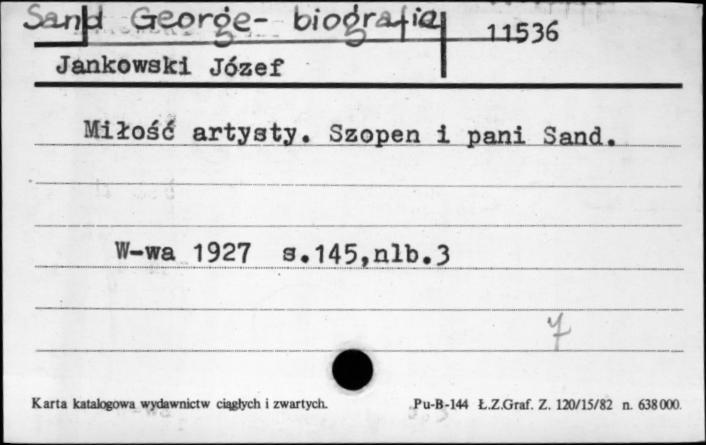 Sand George- biografia
11536
Jankowski Józef
Miłość artysty. Szopen i pani Sand.
W-wa 1927 s.145,nlb.3
7
Karta katalogowa wydawnictw ciągłych i zwartych.
Pu-B-144 Ł.Z.Graf. Z. 120/15/82 n. 638000.